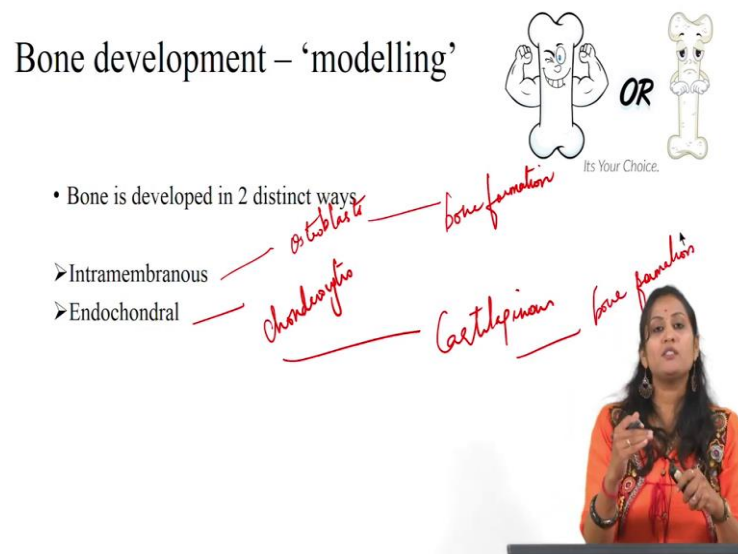 Bone development – ‘modelling’
OR
Its Your Choice.
• Bone is developed in 2 distinct ways
osteoblasts — bone formation
➢Intramembranous
➢Endochondral
chondrocytes — Cartilaginous — bone formation